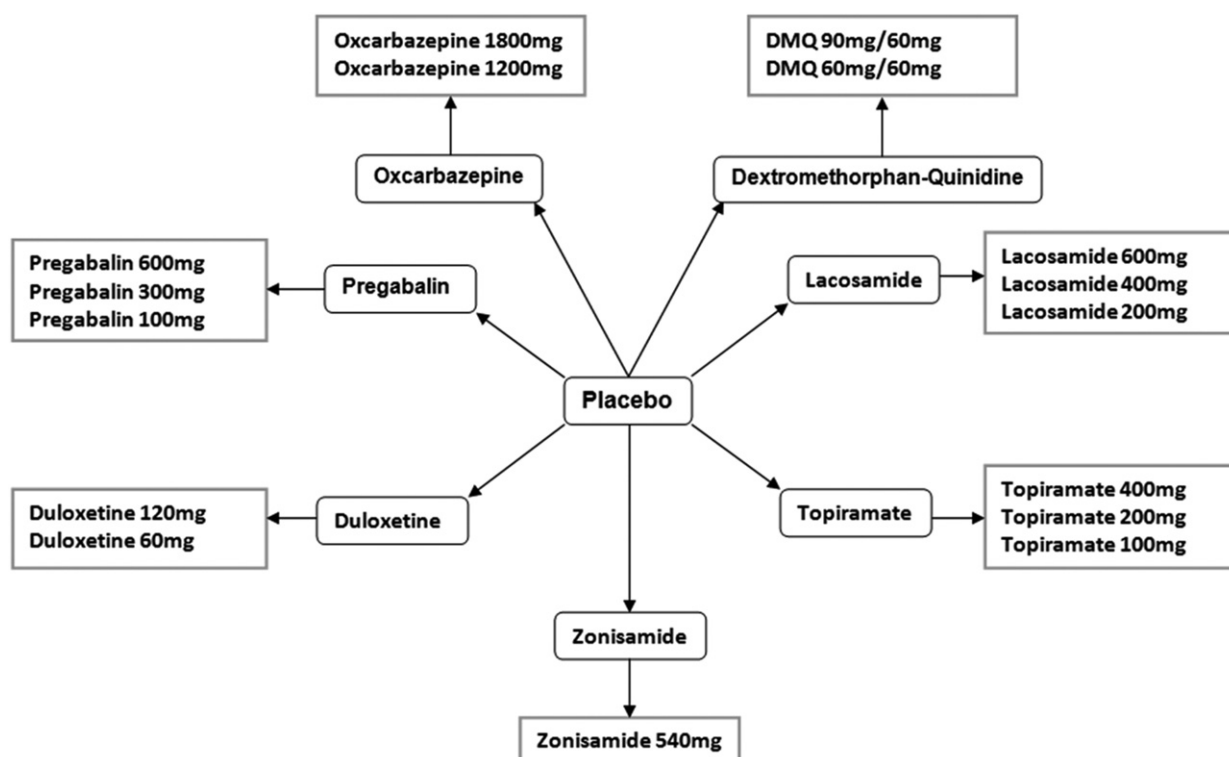 Oxcarbazepine 1800mg
Oxcarbazepine 1200mg
DMQ 90mg/60mg
DMQ 60mg/60mg
Oxcarbazepine
Dextromethorphan-Quinidine
Pregabalin 600mg
Pregabalin 300mg
Pregabalin 100mg
Pregabalin
Lacosamide
Lacosamide 600mg
Lacosamide 400mg
Lacosamide 200mg
Placebo
Duloxetine 120mg
Duloxetine 60mg
Duloxetine
Topiramate
Topiramate 400mg
Topiramate 200mg
Topiramate 100mg
Zonisamide
Zonisamide 540mg